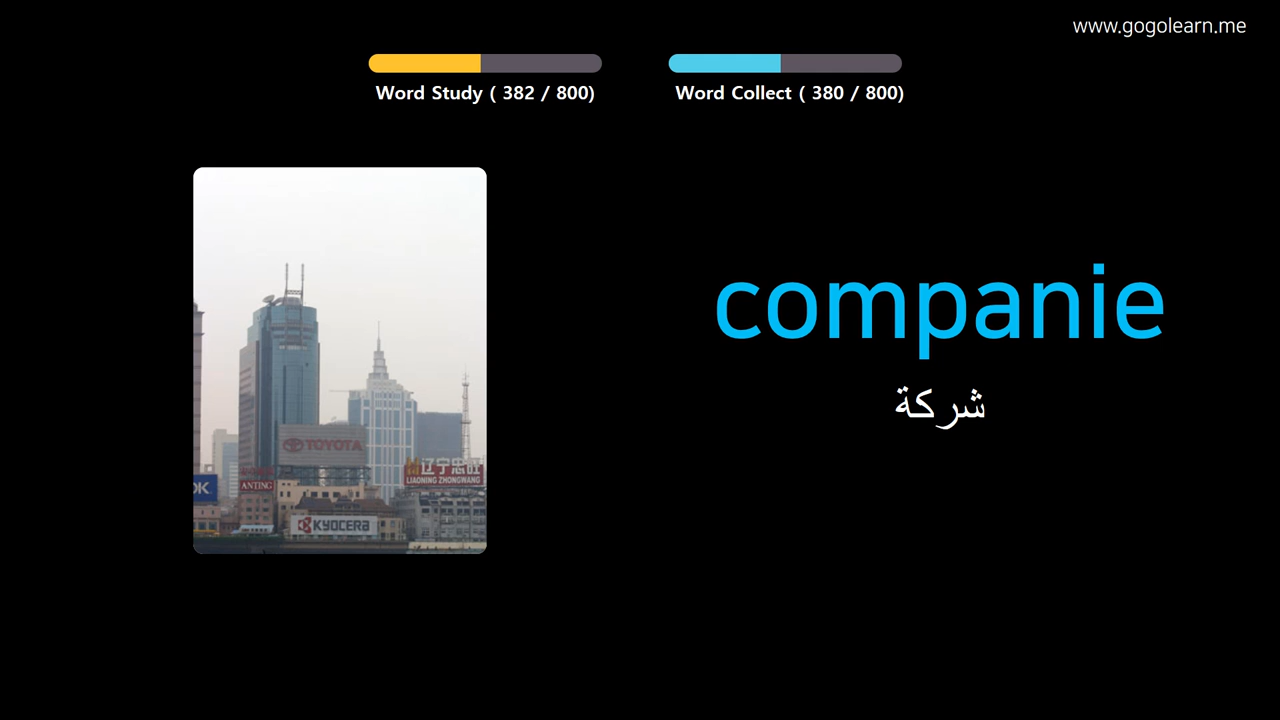 www.gogolearn.me
Word Study ( 382 / 800)
Word Collect ( 380 / 800)
companie
شركة
TOYOTA
辽宁忠旺
LIAONING ZHONGWANG
OK.
ANTING
KYOCERA